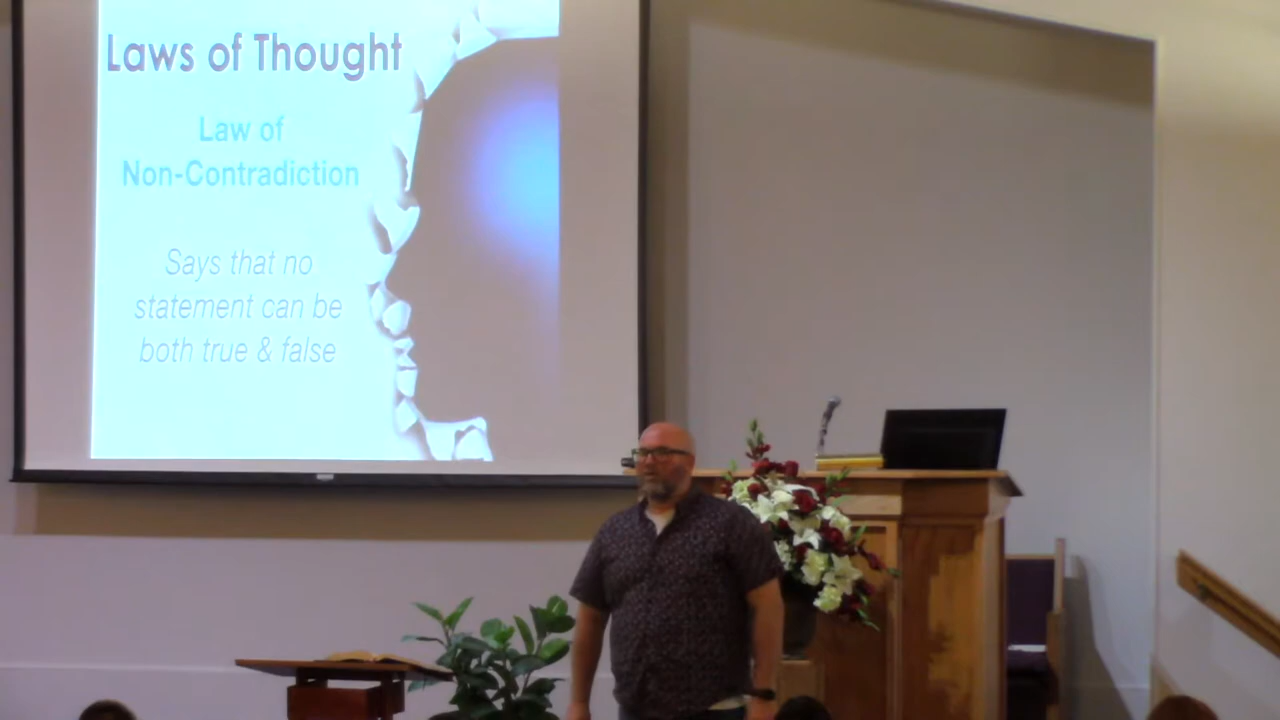 Laws of Thought
Law of
Non-Contradiction
Says that no
statement can be
both true & false